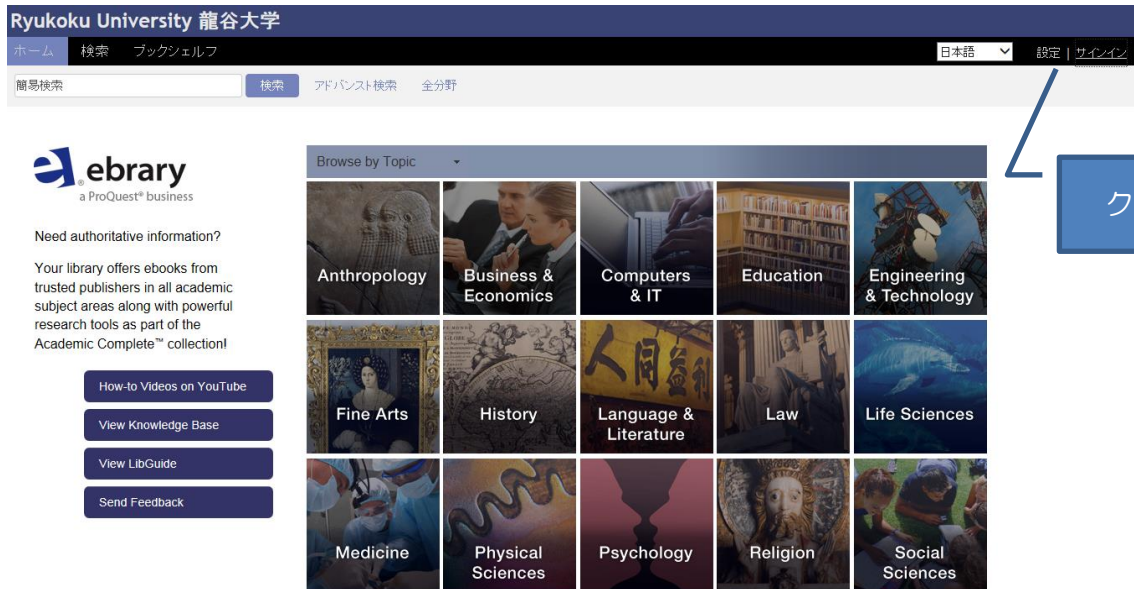 Ryukoku University 龍谷大学
ホーム 検索 ブックシェルフ 日本語 設定 | サインイン
簡易検索 検索 アドバンスト検索 全分野
ebrary
a ProQuest® business
Need authoritative information?
Your library offers ebooks from
trusted publishers in all academic
subject areas along with powerful
research tools as part of the
Academic Complete™ collection!
How-to Videos on YouTube
View Knowledge Base
View LibGuide
Send Feedback
Browse by Topic
ク
Anthropology
Business &
Economics
Computers
& IT
Education
Engineering
& Technology
Fine Arts
History
人同益利
Language &
Literature
Law
Life Sciences
Medicine
Physical
Sciences
Psychology
Religion
Social
Sciences